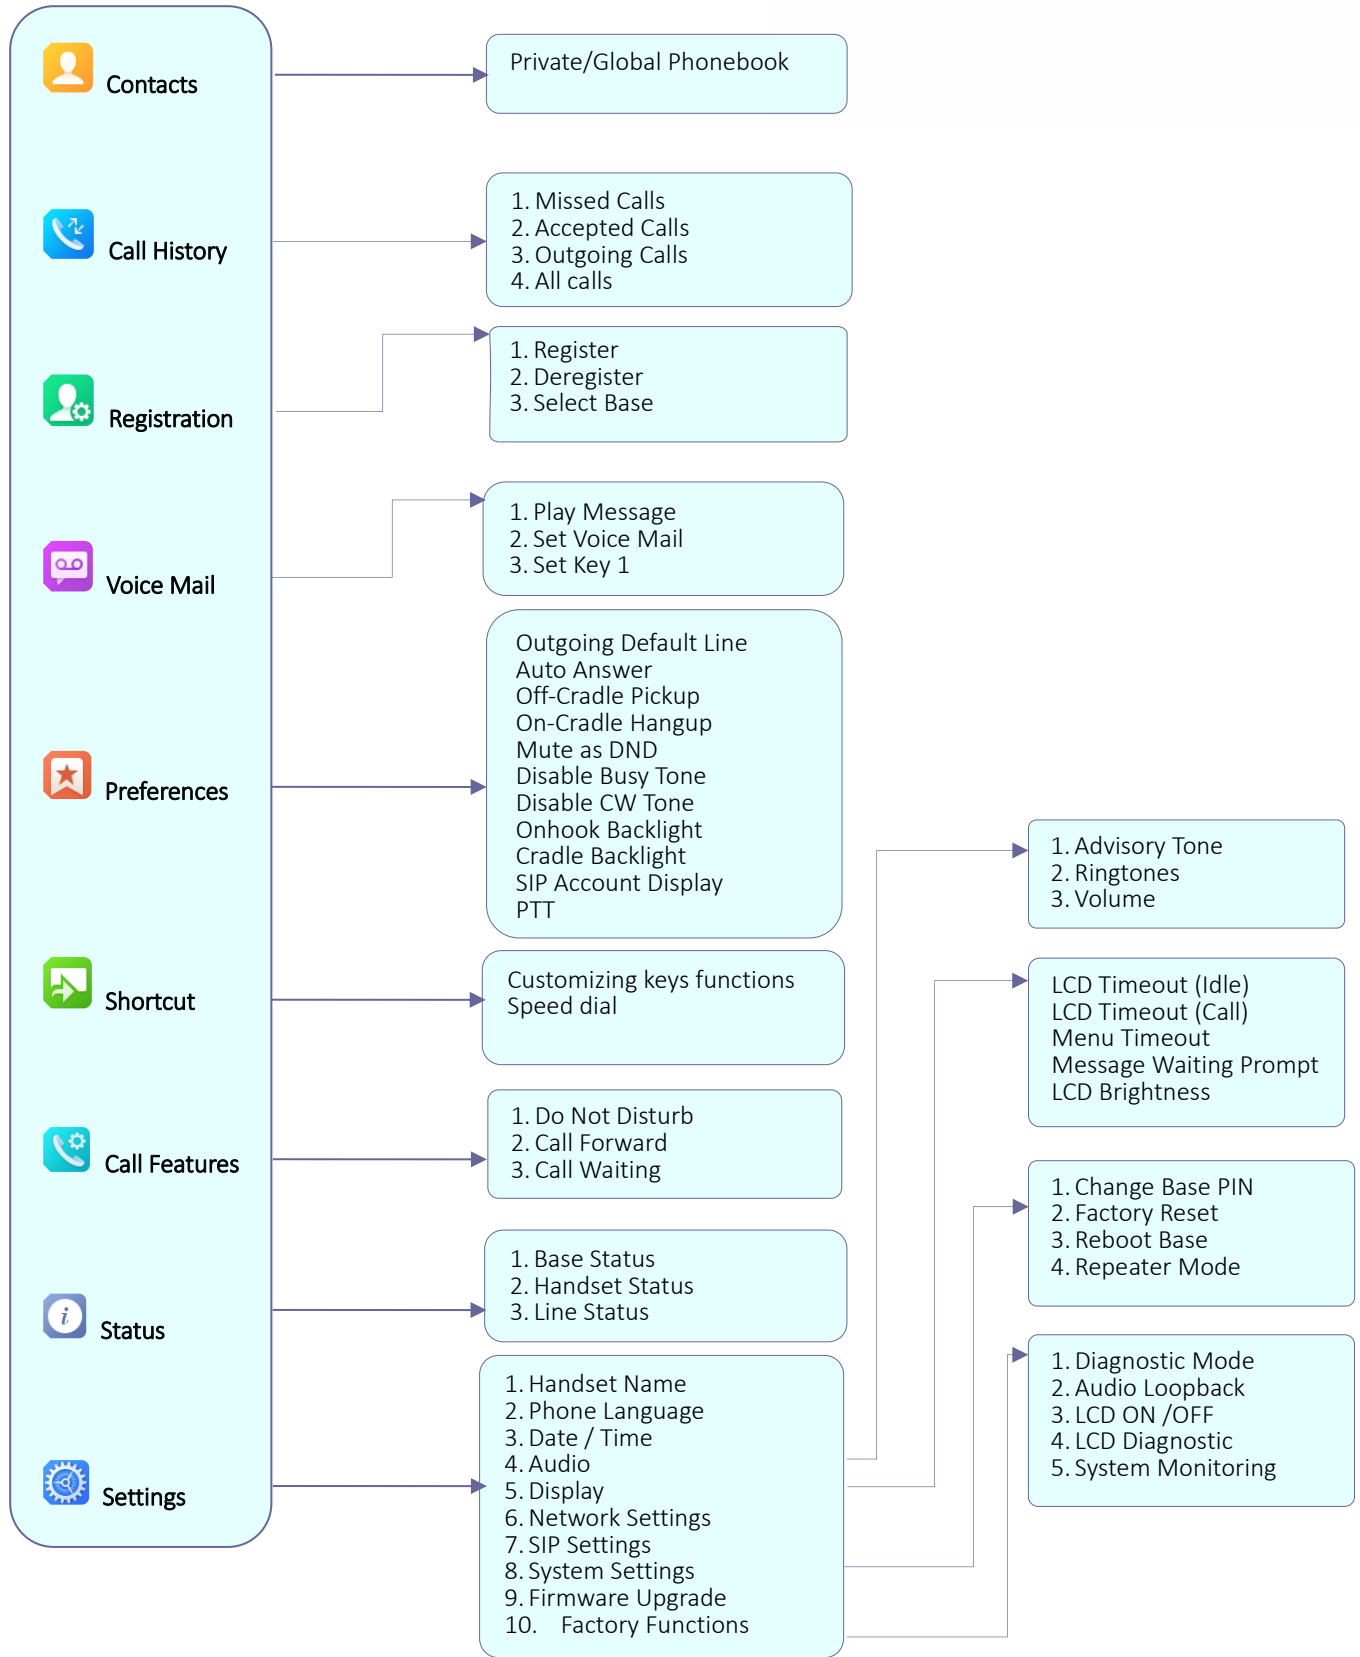 Contacts
Private/Global Phonebook
Call History
1. Missed Calls
2. Accepted Calls
3. Outgoing Calls
4. All calls
Registration
1. Register
2. Deregister
3. Select Base
Voice Mail
1. Play Message
2. Set Voice Mail
3. Set Key 1
Preferences
Outgoing Default Line
Auto Answer
Off-Cradle Pickup
On-Cradle Hangup
Mute as DND
Disable Busy Tone
Disable CW Tone
Onhook Backlight
Cradle Backlight
SIP Account Display
PTT
Shortcut
Customizing keys functions
Speed dial
Call Features
1. Do Not Disturb
2. Call Forward
3. Call Waiting
Status
1. Base Status
2. Handset Status
3. Line Status
Settings
1. Handset Name
2. Phone Language
3. Date / Time
4. Audio
5. Display
6. Network Settings
7. SIP Settings
8. System Settings
9. Firmware Upgrade
10. Factory Functions
1. Advisory Tone
2. Ringtones
3. Volume
LCD Timeout (Idle)
LCD Timeout (Call)
Menu Timeout
Message Waiting Prompt
LCD Brightness
1. Change Base PIN
2. Factory Reset
3. Reboot Base
4. Repeater Mode
1. Diagnostic Mode
2. Audio Loopback
3. LCD ON /OFF
4. LCD Diagnostic
5. System Monitoring